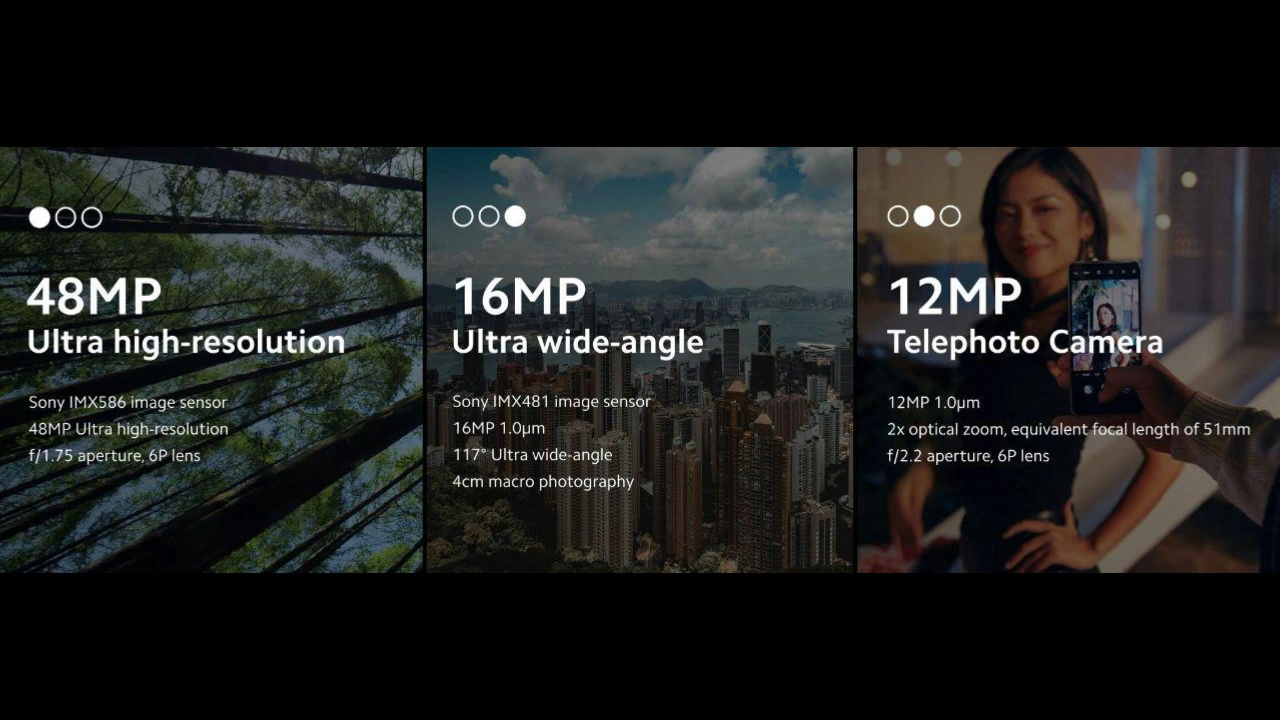 48MP
Ultra high-resolution
Sony IMX586 image sensor
48MP Ultra high-resolution
f/1.75 aperture, 6P lens
16MP
Ultra wide-angle
Sony IMX481 image sensor
16MP 1.0μm
117° Ultra wide-angle
4cm macro photography
12MP
Telephoto Camera
12MP 1.0μm
2x optical zoom, equivalent focal length of 51mm
f/2.2 aperture, 6P lens